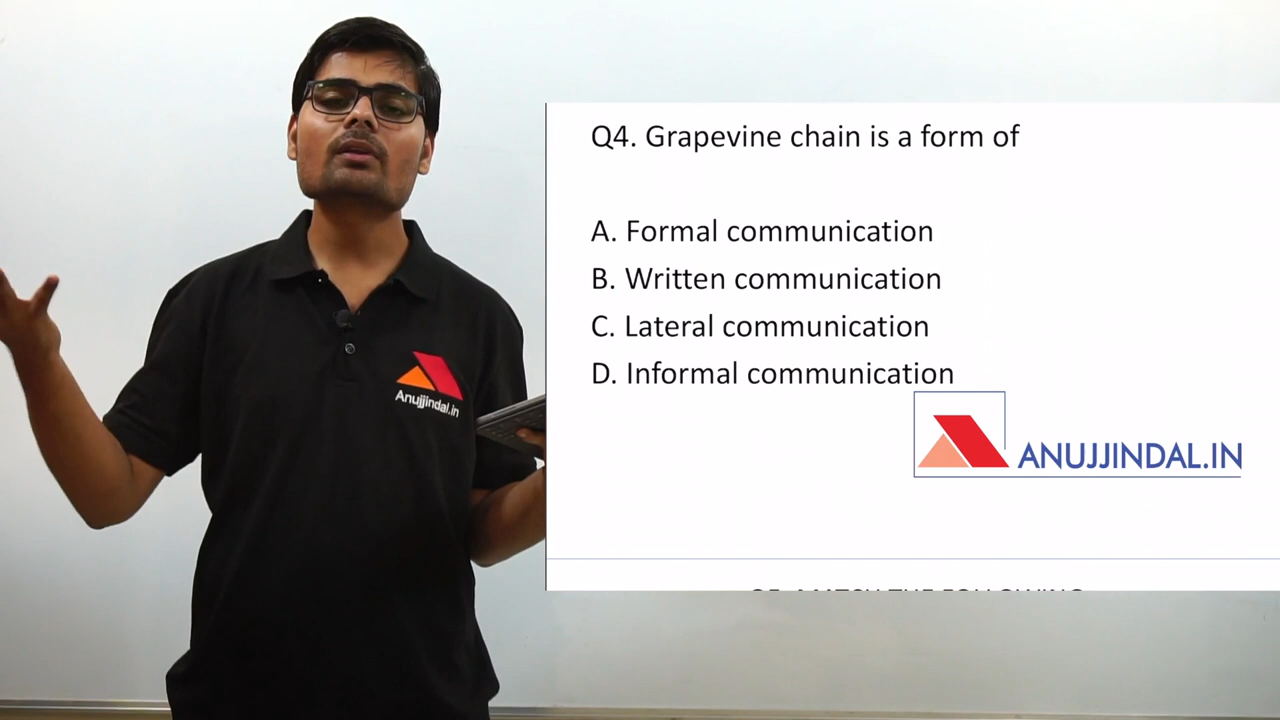 Q4. Grapevine chain is a form of
A. Formal communication
B. Written communication
C. Lateral communication
D. Informal communication
ANUJJINDAL.IN
Anujjindal.in